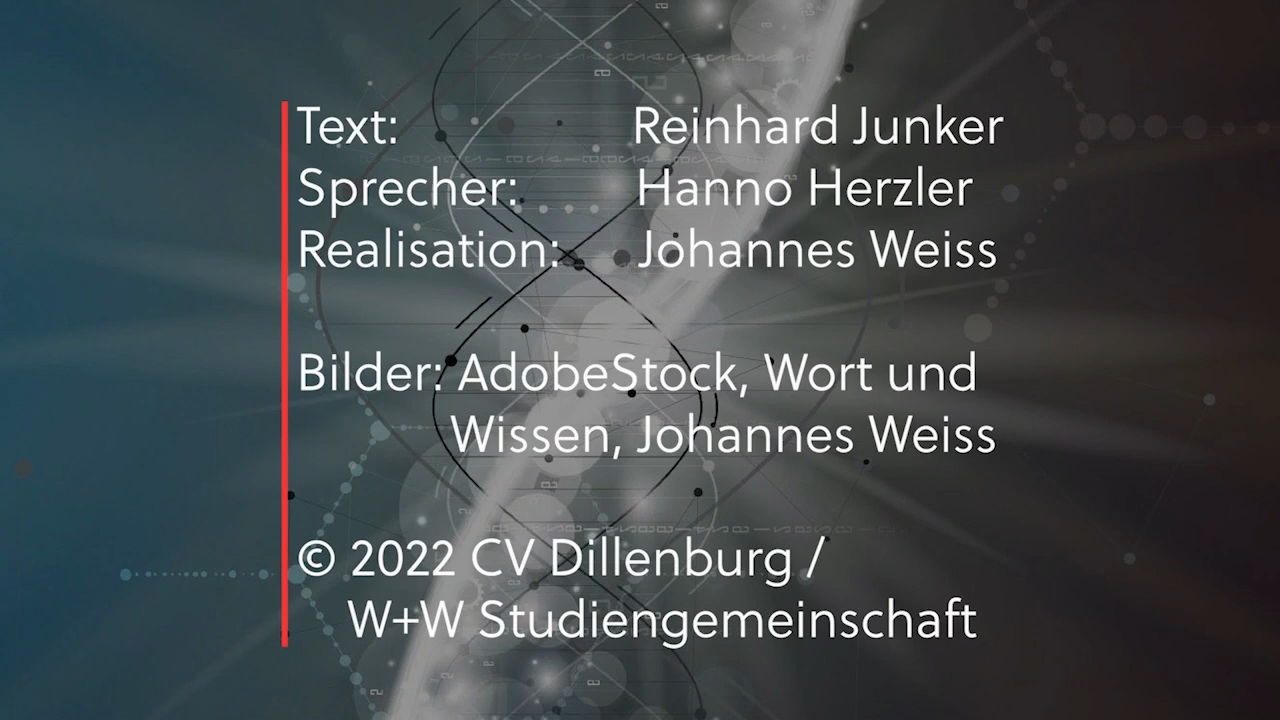 Text: Reinhard Junker
Sprecher: Hanno Herzler
Realisation: Johannes Weiss
Bilder: AdobeStock, Wort und
Wissen, Johannes Weiss
© 2022 CV Dillenburg /
W+W Studiengemeinschaft